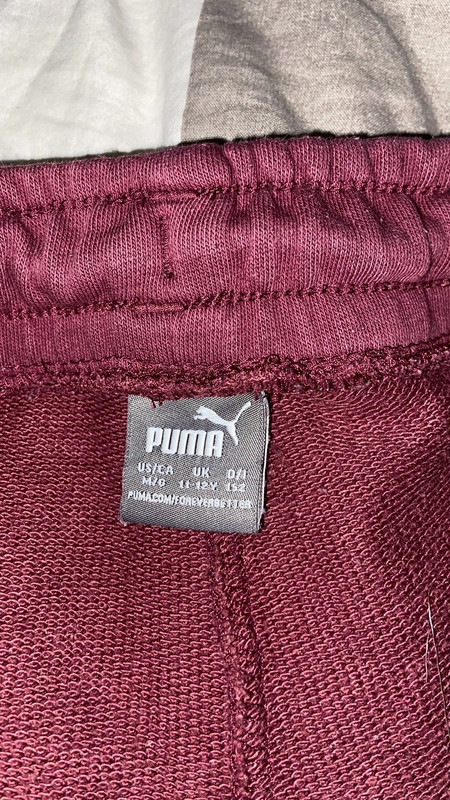 PUMA
US/CA UK D/I
M/G 11-12Y 152
PUMA.COM/FOREVERBETTER